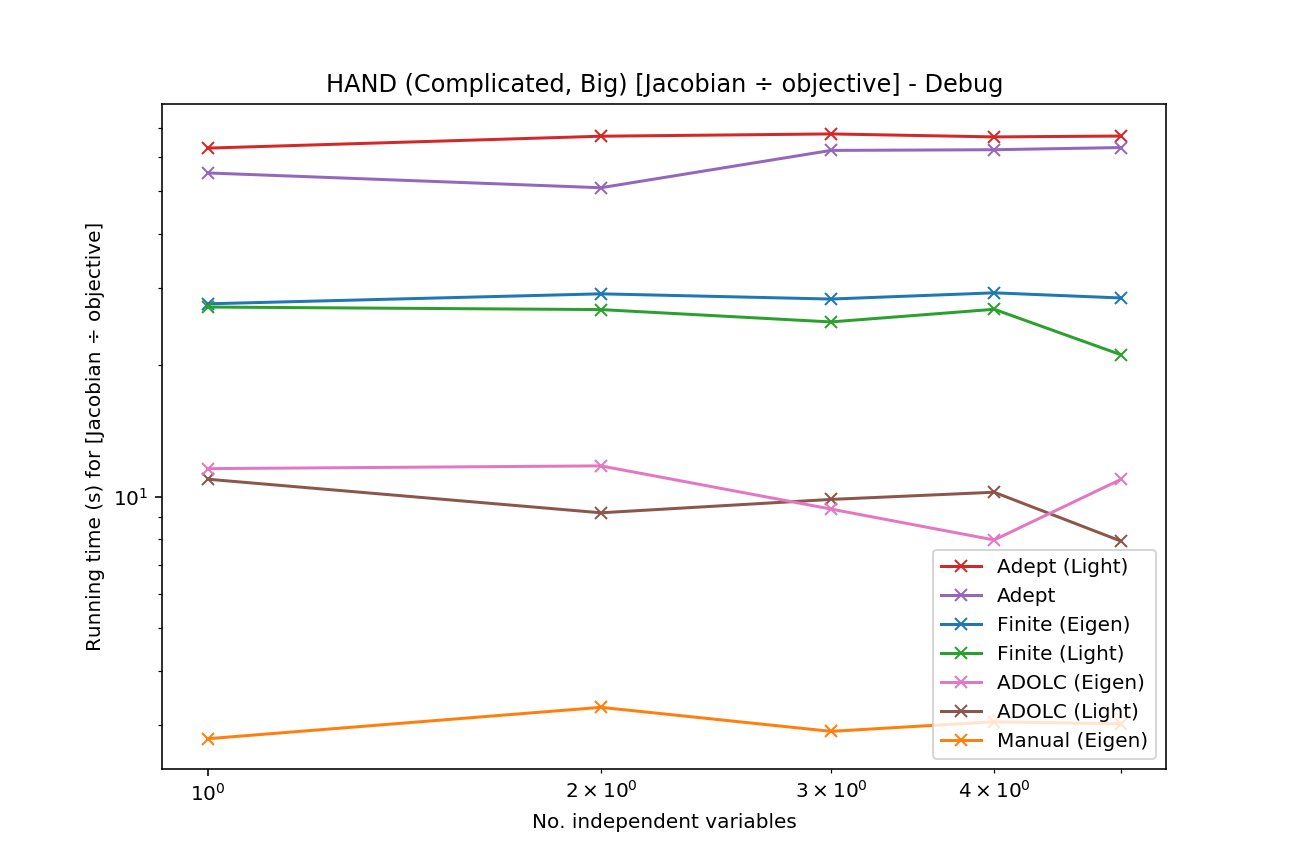 HAND (Complicated, Big) [Jacobian ÷ objective] - Debug
Running time (s) for [Jacobian ÷ objective]
10¹
Adept (Light)
Adept
Finite (Eigen)
Finite (Light)
ADOLC (Eigen)
ADOLC (Light)
Manual (Eigen)
10⁰ 2 × 10⁰ 3 × 10⁰ 4 × 10⁰
No. independent variables